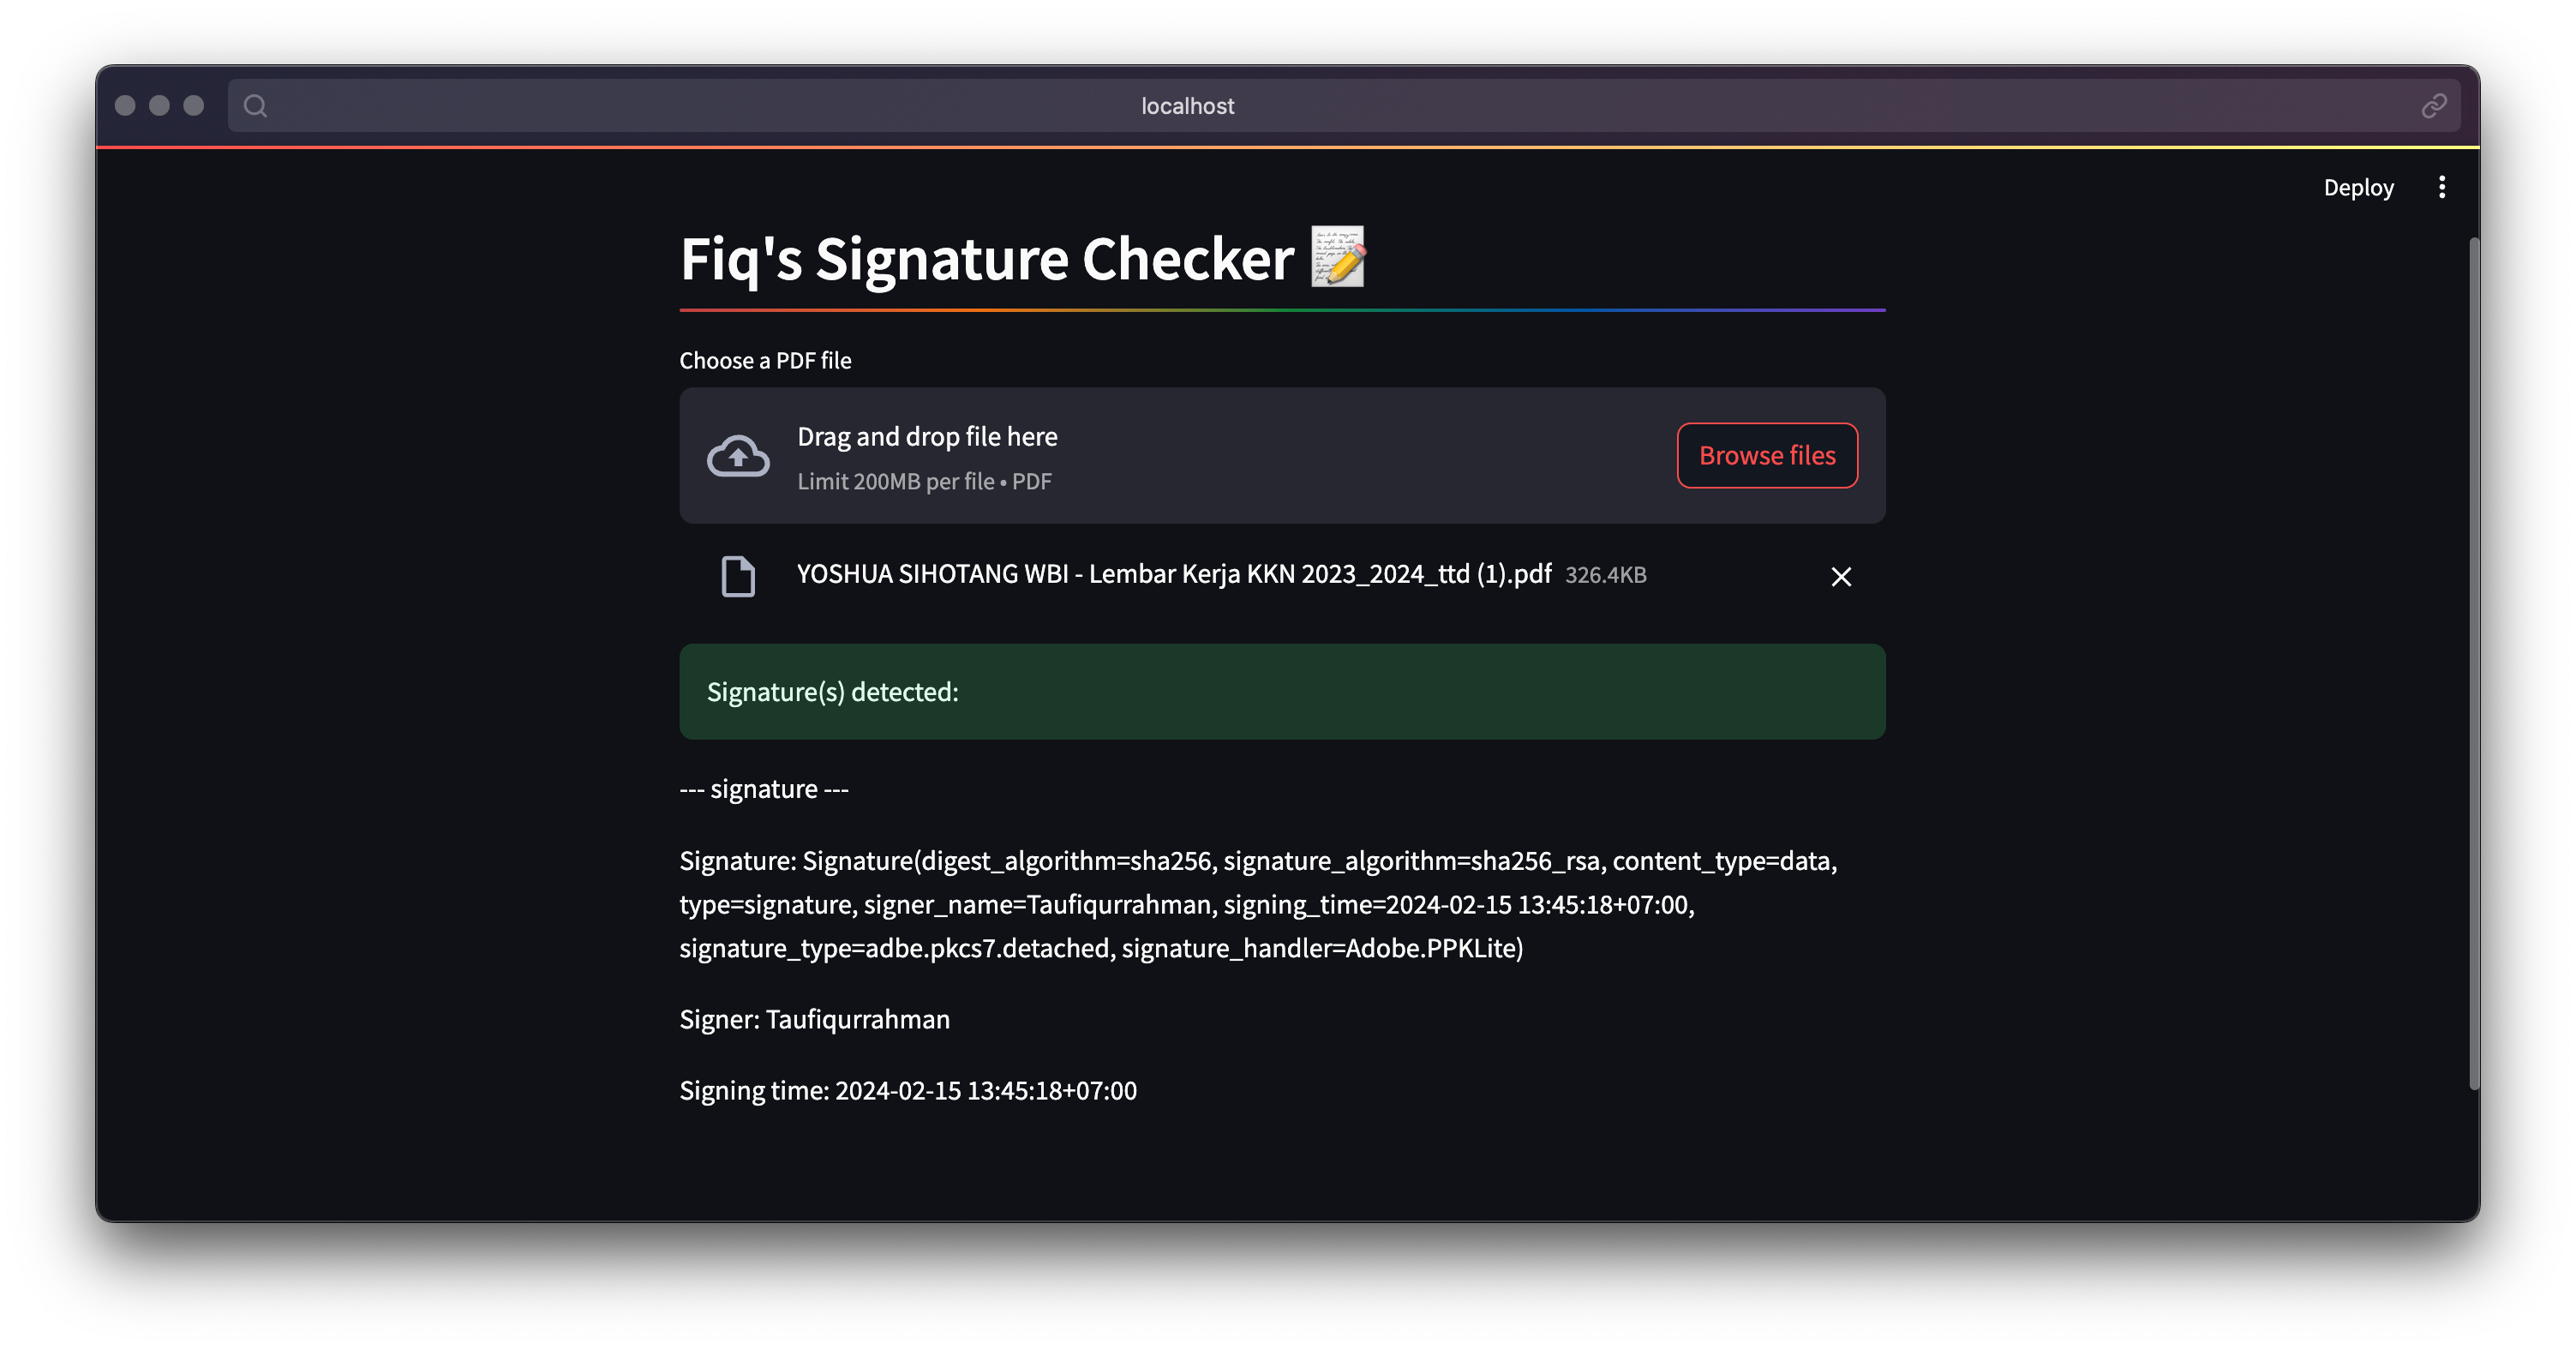 localhost
Deploy
Fiq's Signature Checker
Choose a PDF file
Drag and drop file here
Limit 200MB per file • PDF
Browse files
YOSHUA SIHOTANG WBI - Lembar Kerja KKN 2023_2024_ttd (1).pdf 326.4KB
Signature(s) detected:
--- signature ---
Signature: Signature(digest_algorithm=sha256, signature_algorithm=sha256_rsa, content_type=data,
type=signature, signer_name=Taufiqurrahman, signing_time=2024-02-15 13:45:18+07:00,
signature_type=adbe.pkcs7.detached, signature_handler=Adobe.PPKLite)
Signer: Taufiqurrahman
Signing time: 2024-02-15 13:45:18+07:00